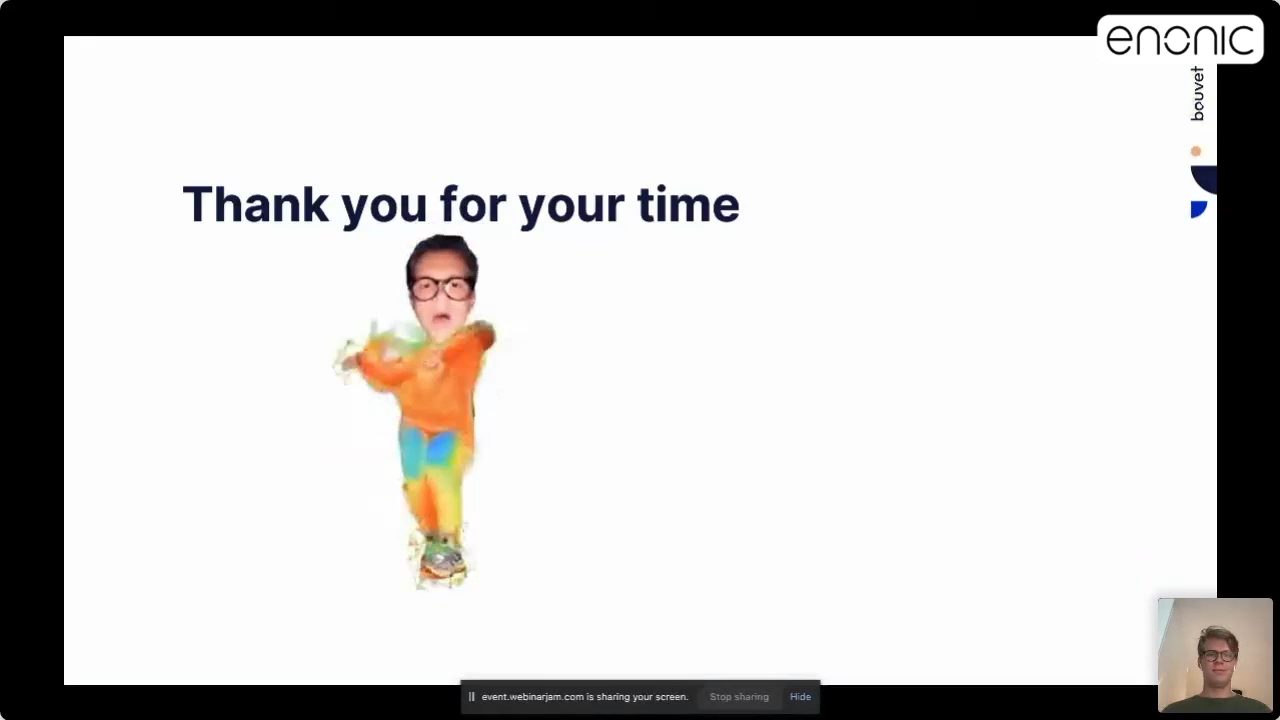 enonic
bouvet
Thank you for your time
event.webinarjam.com is sharing your screen. Stop sharing Hide